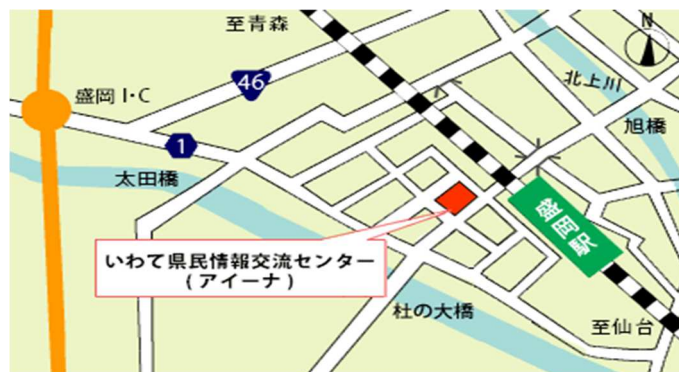 至青森
N
46
盛岡 I・C
北上川
旭橋
1
太田橋
盛岡駅
いわて県民情報交流センター
(アイーナ)
杜の大橋
至仙台